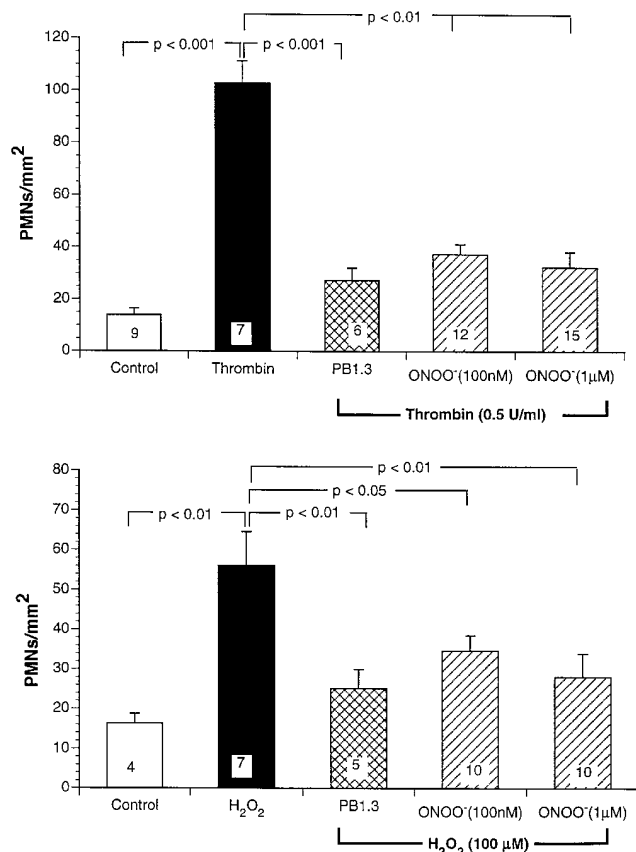 p < 0.01
p < 0.001 p < 0.001
120
100
80
60
40
20
0
PMNs/mm²
9 7 6 12 15
Control Thrombin PB1.3 ONOO⁻(100nM) ONOO⁻(1µM)
Thrombin (0.5 U/ml)
p < 0.01
p < 0.05
p < 0.01 p < 0.01
80
70
60
50
40
30
20
10
0
PMNs/mm²
4 7 5 10 10
Control H₂O₂ PB1.3 ONOO⁻(100nM) ONOO⁻(1µM)
H₂O₂ (100 µM)